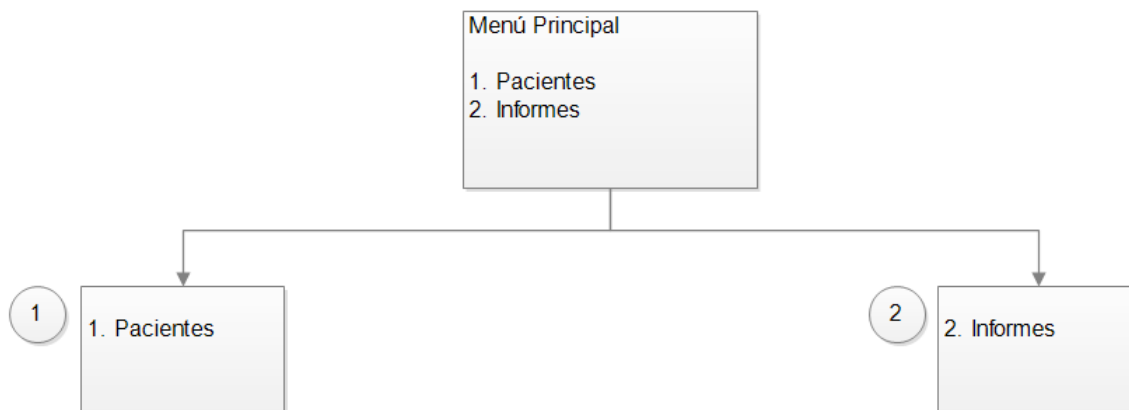 Menú Principal
1. Pacientes
2. Informes
1
1. Pacientes
2
2. Informes